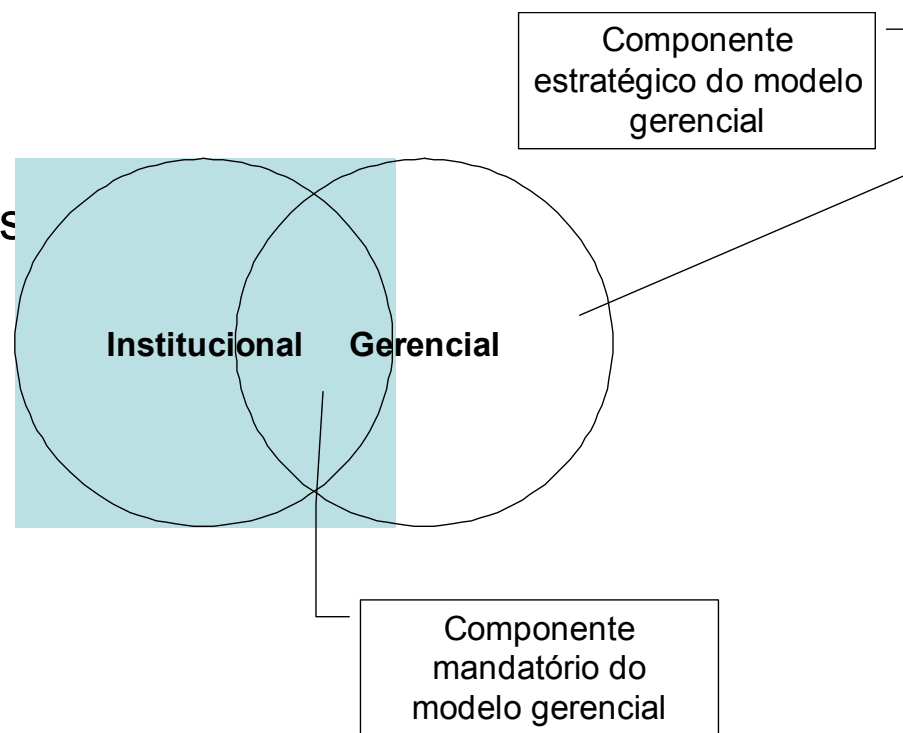 Componente
estratégico do modelo
gerencial
s
Institucional Gerencial
Componente
mandatório do
modelo gerencial